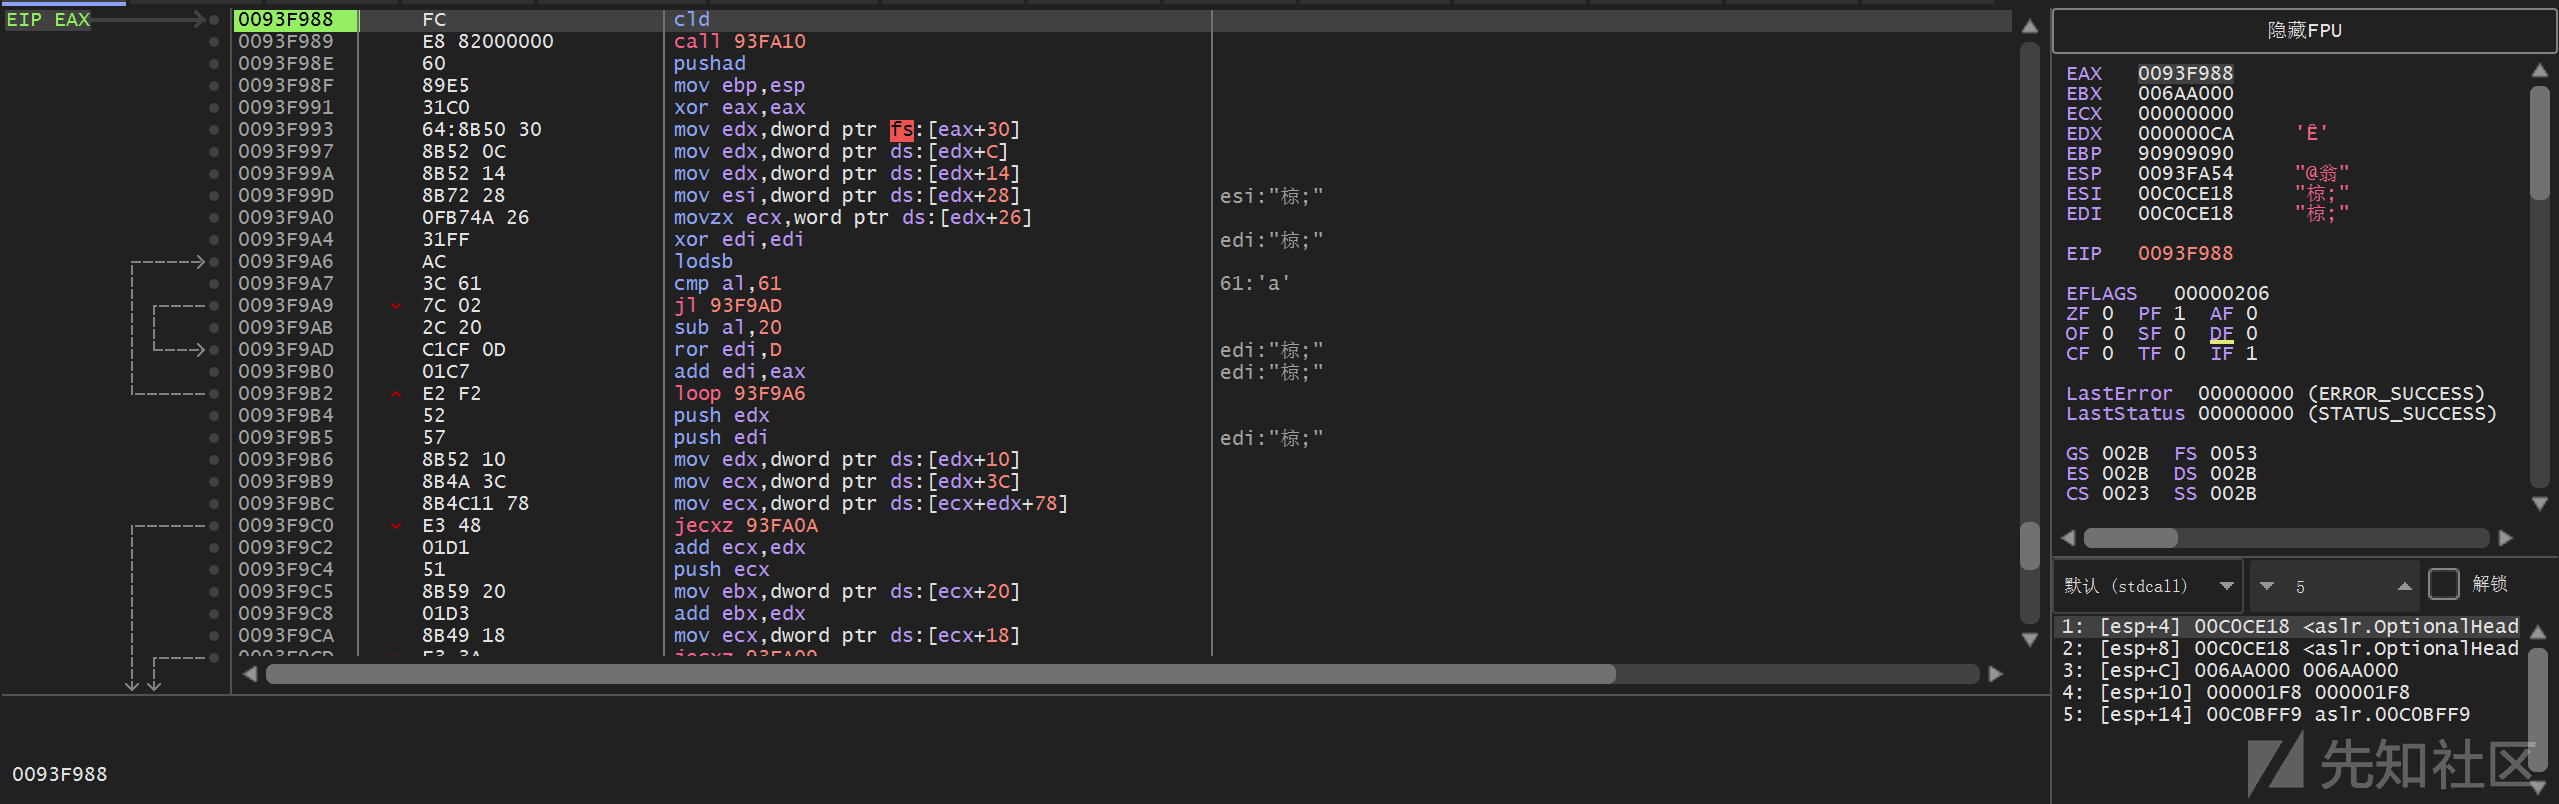 EIP EAX
0093F988 FC cld
0093F989 E8 82000000 call 93FA10
0093F98E 60 pushad
0093F98F 89E5 mov ebp,esp
0093F991 31C0 xor eax,eax
0093F993 64:8B50 30 mov edx,dword ptr fs:[eax+30]
0093F997 8B52 0C mov edx,dword ptr ds:[edx+C]
0093F99A 8B52 14 mov edx,dword ptr ds:[edx+14]
0093F99D 8B72 28 mov esi,dword ptr ds:[edx+28] esi:"椋;"
0093F9A0 0FB74A 26 movzx ecx,word ptr ds:[edx+26]
0093F9A4 31FF xor edi,edi edi:"椋;"
0093F9A6 AC lodsb
0093F9A7 3C 61 cmp al,61 61:'a'
0093F9A9 7C 02 jl 93F9AD
0093F9AB 2C 20 sub al,20
0093F9AD C1CF 0D ror edi,D edi:"椋;"
0093F9B0 01C7 add edi,eax edi:"椋;"
0093F9B2 E2 F2 loop 93F9A6
0093F9B4 52 push edx
0093F9B5 57 push edi edi:"椋;"
0093F9B6 8B52 10 mov edx,dword ptr ds:[edx+10]
0093F9B9 8B4A 3C mov ecx,dword ptr ds:[edx+3C]
0093F9BC 8B4C11 78 mov ecx,dword ptr ds:[ecx+edx+78]
0093F9C0 E3 48 jecxz 93FA0A
0093F9C2 01D1 add ecx,edx
0093F9C4 51 push ecx
0093F9C5 8B59 20 mov ebx,dword ptr ds:[ecx+20]
0093F9C8 01D3 add ebx,edx
0093F9CA 8B49 18 mov ecx,dword ptr ds:[ecx+18]
0093F9CD E3 3A jecxz 93FA09
0093F988
隐藏FPU
EAX 0093F988
EBX 006AA000
ECX 00000000
EDX 000000CA 'Ê'
EBP 90909090
ESP 0093FA54 "@翁"
ESI 00C0CE18 "椋;"
EDI 00C0CE18 "椋;"
EIP 0093F988
EFLAGS 00000206
ZF 0 PF 1 AF 0
OF 0 SF 0 DF 0
CF 0 TF 0 IF 1
LastError 00000000 (ERROR_SUCCESS)
LastStatus 00000000 (STATUS_SUCCESS)
GS 002B FS 0053
ES 002B DS 002B
CS 0023 SS 002B
默认 (stdcall) 5 解锁
1: [esp+4] 00C0CE18 <aslr.OptionalHead
2: [esp+8] 00C0CE18 <aslr.OptionalHead
3: [esp+C] 006AA000 006AA000
4: [esp+10] 000001F8 000001F8
5: [esp+14] 00C0BFF9 aslr.00C0BFF9
先知社区